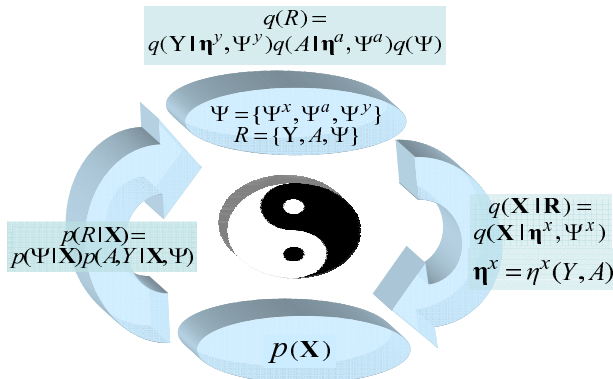 q(R) =
q(Y|η^y,Ψ^y)q(A|η^a,Ψ^a)q(Ψ)
Ψ = {Ψ^x,Ψ^a,Ψ^y}
R = {Y,A,Ψ}
p(R|X)=
p(Ψ|X)p(A,Y|X,Ψ)
q(X|R) =
q(X|η^x,Ψ^x)
η^x = η^x(Y,A)
p(X)